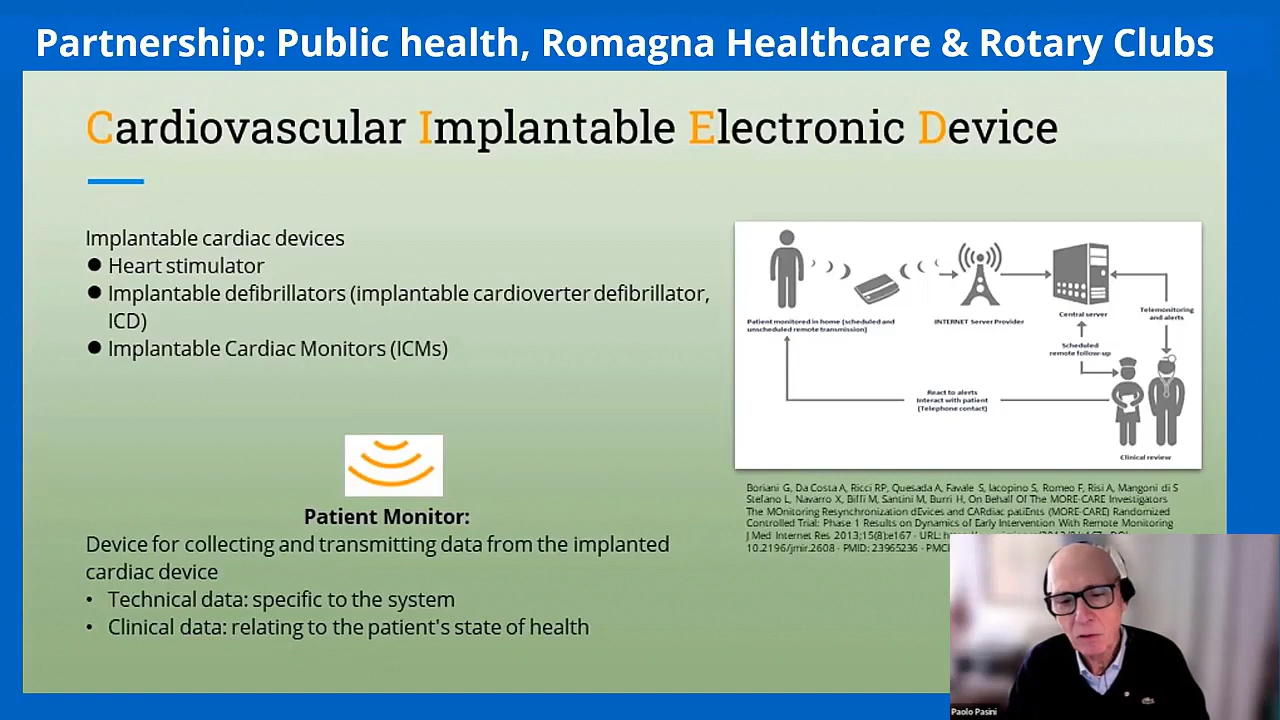 Partnership: Public health, Romagna Healthcare & Rotary Clubs
Cardiovascular Implantable Electronic Device
Implantable cardiac devices
● Heart stimulator
● Implantable defibrillators (implantable cardioverter defibrillator,
ICD)
● Implantable Cardiac Monitors (ICMs)
Patient Monitor:
Device for collecting and transmitting data from the implanted
cardiac device
• Technical data: specific to the system
• Clinical data: relating to the patient's state of health
Patient monitored in home (scheduled and
unscheduled remote transmission)
INTERNET Server Provider
Central server
Telemonitoring
and alerts
Scheduled
remote follow-up
React to alerts
Interact with patient
(Telephone contact)
Clinical review
Boriani G, Da Costa A, Ricci RP, Quesada A, Favale S, Iacopino S, Romeo F, Risi A, Mangoni di S
Stefano L, Navarro X, Biffi M, Santini M, Burri H, On Behalf Of The MORE-CARE Investigators
The MOnitoring Resynchronization dEvices and CARdiac patiEnts (MORE-CARE) Randomized
Controlled Trial: Phase 1 Results on Dynamics of Early Intervention With Remote Monitoring
J Med Internet Res 2013;15(8):e167 · URL:
10.2196/jmir.2608 · PMID: 23965236 · PMC
Paolo Pasini